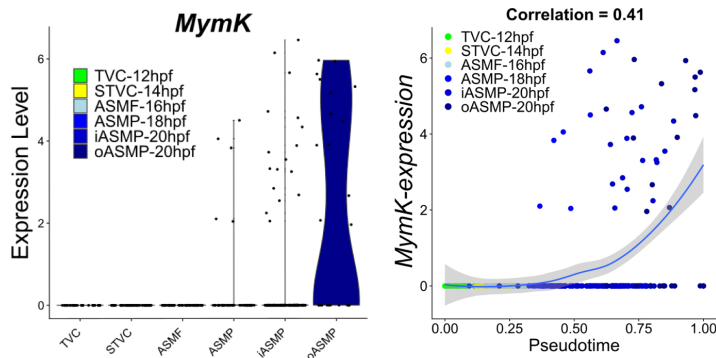 MymK
Expression Level
6
4
2
0
TVC-12hpf
STVC-14hpf
ASMF-16hpf
ASMP-18hpf
iASMP-20hpf
oASMP-20hpf
TVC
STVC
ASMF
ASMP
iASMP
oASMP
Correlation = 0.41
MymK-expression
6
4
2
0
TVC-12hpf
STVC-14hpf
ASMF-16hpf
ASMP-18hpf
iASMP-20hpf
oASMP-20hpf
0.00
0.25
0.50
0.75
1.00
Pseudotime